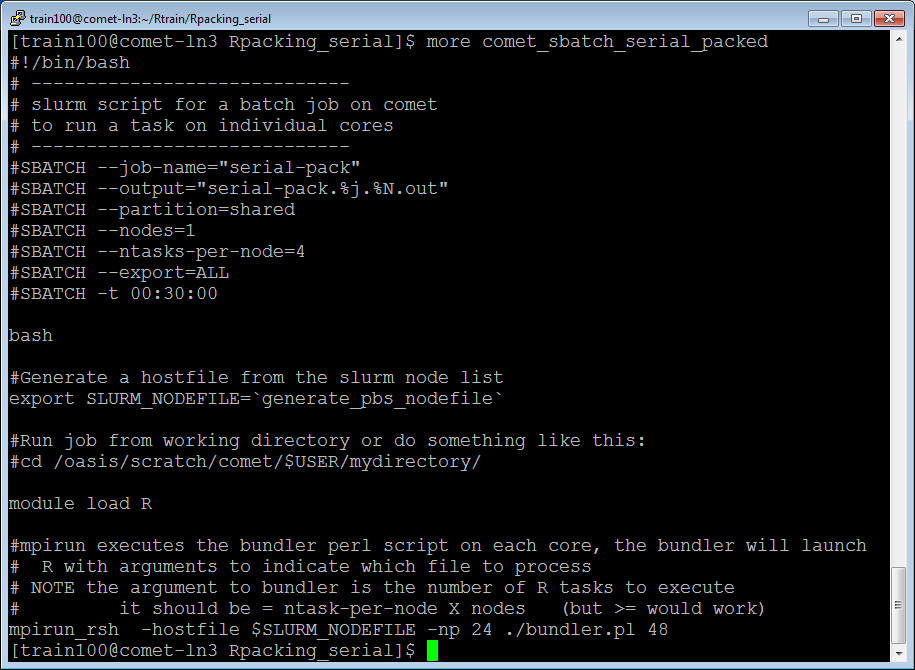 train100@comet-ln3:~/Rtrain/Rpacking_serial
[train100@comet-ln3 Rpacking_serial]$ more comet_sbatch_serial_packed
#!/bin/bash
# -----------------------------
# slurm script for a batch job on comet
# to run a task on individual cores
# -----------------------------
#SBATCH --job-name="serial-pack"
#SBATCH --output="serial-pack.%j.%N.out"
#SBATCH --partition=shared
#SBATCH --nodes=1
#SBATCH --ntasks-per-node=4
#SBATCH --export=ALL
#SBATCH -t 00:30:00

bash

#Generate a hostfile from the slurm node list
export SLURM_NODEFILE=`generate_pbs_nodefile`

#Run job from working directory or do something like this:
#cd /oasis/scratch/comet/$USER/mydirectory/

module load R

#mpirun executes the bundler perl script on each core, the bundler will launch
#  R with arguments to indicate which file to process
# NOTE the argument to bundler is the number of R tasks to execute
#         it should be = ntask-per-node X nodes   (but >= would work)
mpirun_rsh  -hostfile $SLURM_NODEFILE -np 24 ./bundler.pl 48
[train100@comet-ln3 Rpacking_serial]$